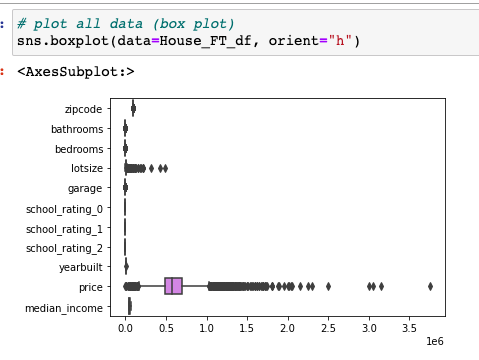 # plot all data (box plot)
sns.boxplot(data=House_FT_df, orient="h")
<AxesSubplot:>
zipcode
bathrooms
bedrooms
lotsize
garage
school_rating_0
school_rating_1
school_rating_2
yearbuilt
price
median_income
0.0 0.5 1.0 1.5 2.0 2.5 3.0 3.5
1e6